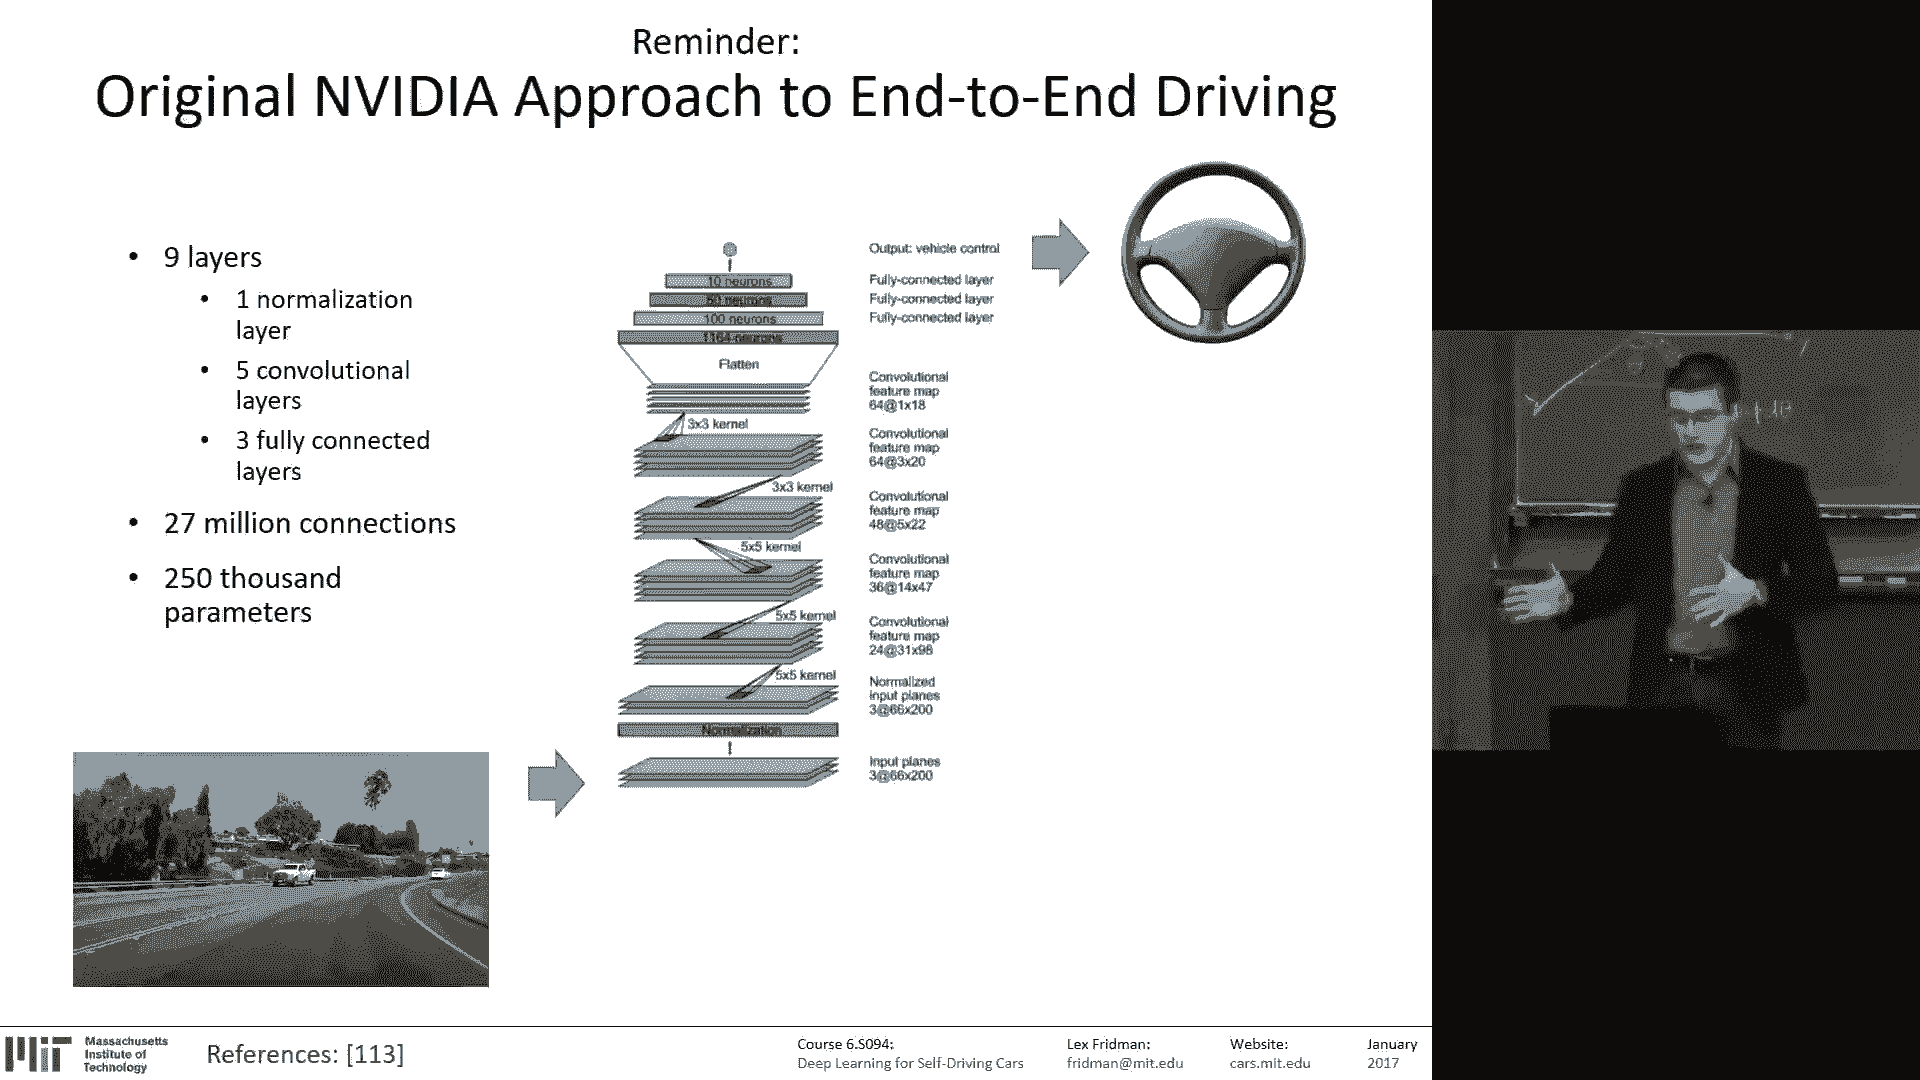 Reminder:
Original NVIDIA Approach to End-to-End Driving
• 9 layers
• 1 normalization
layer
• 5 convolutional
layers
• 3 fully connected
layers
• 27 million connections
• 250 thousand
parameters
Output: vehicle control
10 neurons
Fully-connected layer
Fully-connected layer
100 neurons
Fully-connected layer
neurons
Flatten
Convolutional
feature map
64@1x18
3x3 kernel
Convolutional
feature map
64@3x20
3x3 kernel
Convolutional
feature map
48@5x22
5x5 kernel
Convolutional
feature map
36@14x47
5x5 kernel
Convolutional
feature map
24@31x98
5x5 kernel
Normalized
input planes
3@66x200
Normalization
Input planes
3@66x200
MIT
Massachusetts
Institute of
Technology
References: [113]
Course 6.S094:
Deep Learning for Self-Driving Cars
Lex Fridman:
fridman@mit.edu
Website:
cars.mit.edu
January
2017